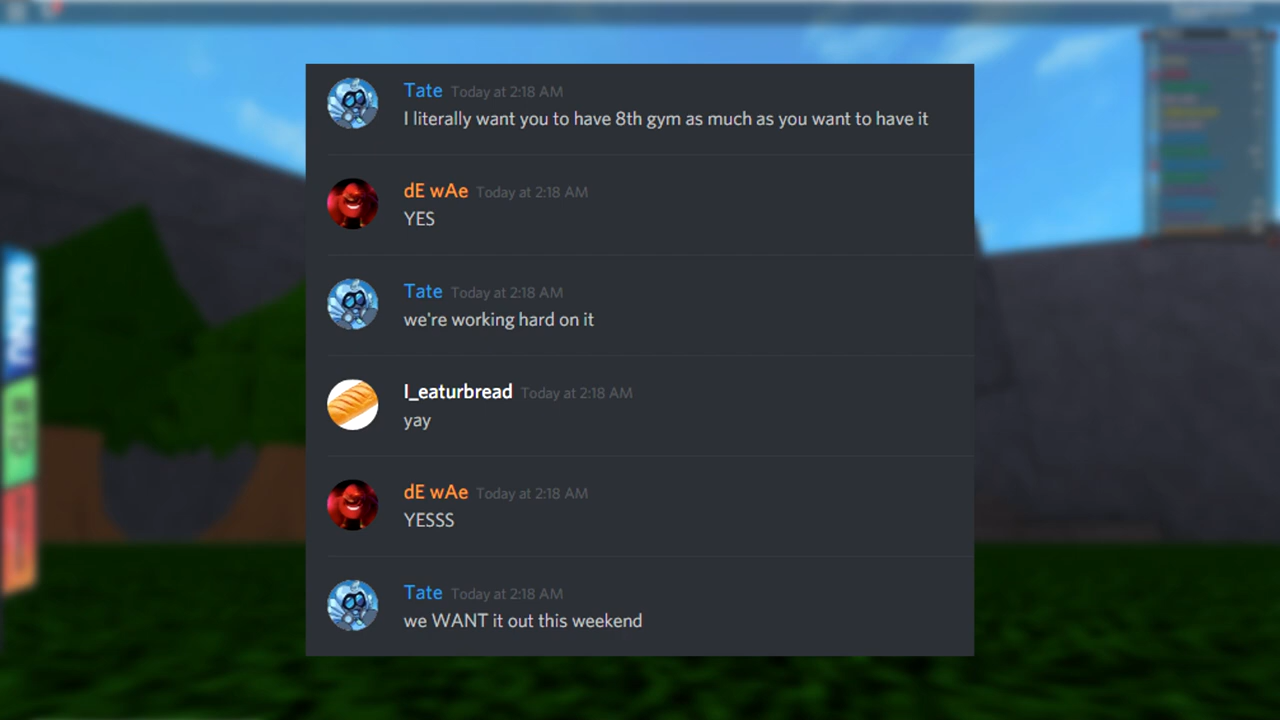 Tate Today at 2:18 AM
I literally want you to have 8th gym as much as you want to have it
dE wAe Today at 2:18 AM
YES
Tate Today at 2:18 AM
we're working hard on it
I_eaturbread Today at 2:18 AM
yay
dE wAe Today at 2:18 AM
YESSS
Tate Today at 2:18 AM
we WANT it out this weekend
MENU
RTD